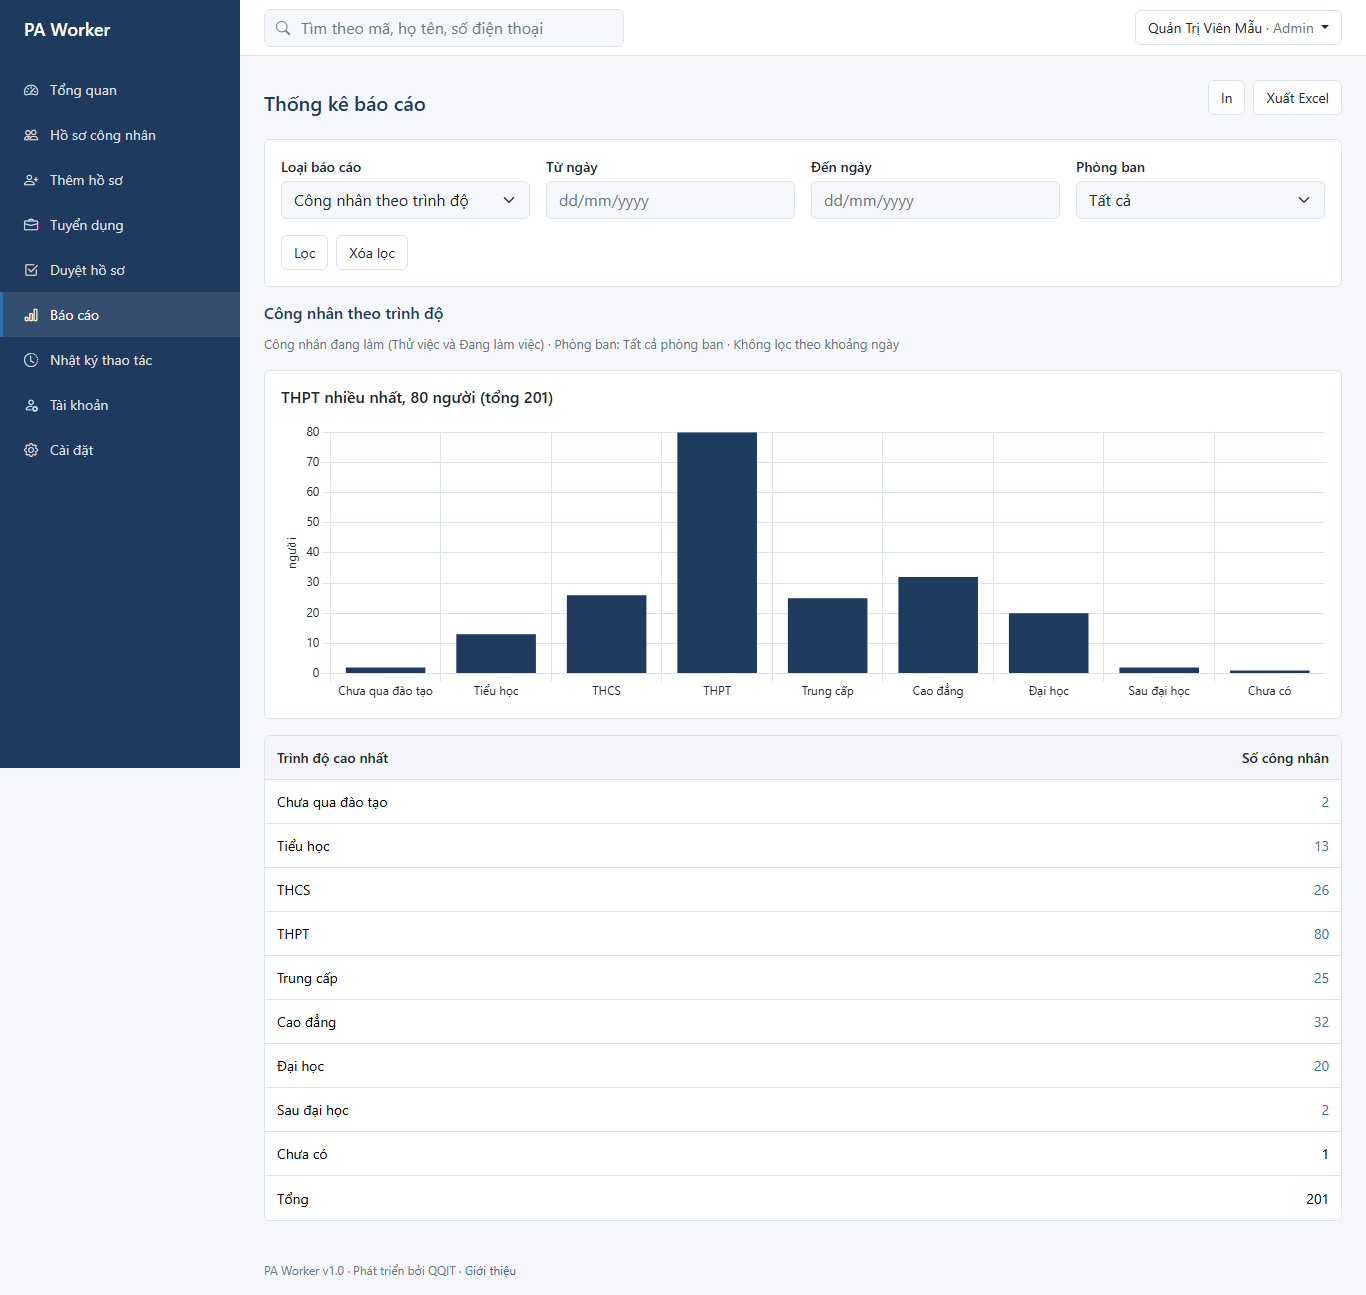 PA Worker
Tìm theo mã, họ tên, số điện thoại
Quản Trị Viên Mẫu · Admin
Tổng quan
Hồ sơ công nhân
Thêm hồ sơ
Tuyển dụng
Duyệt hồ sơ
Báo cáo
Nhật ký thao tác
Tài khoản
Cài đặt
Thống kê báo cáo
In
Xuất Excel
Loại báo cáo
Từ ngày
Đến ngày
Phòng ban
Công nhân theo trình độ
dd/mm/yyyy
dd/mm/yyyy
Tất cả
Lọc
Xóa lọc
Công nhân theo trình độ
Công nhân đang làm (Thử việc và Đang làm việc) · Phòng ban: Tất cả phòng ban · Không lọc theo khoảng ngày
THPT nhiều nhất, 80 người (tổng 201)
80
70
60
50
40
30
20
10
0
người
Chưa qua đào tạo
Tiểu học
THCS
THPT
Trung cấp
Cao đẳng
Đại học
Sau đại học
Chưa có
Trình độ cao nhất Số công nhân
Chưa qua đào tạo 2
Tiểu học 13
THCS 26
THPT 80
Trung cấp 25
Cao đẳng 32
Đại học 20
Sau đại học 2
Chưa có 1
Tổng 201
PA Worker v1.0 · Phát triển bởi QQIT · Giới thiệu